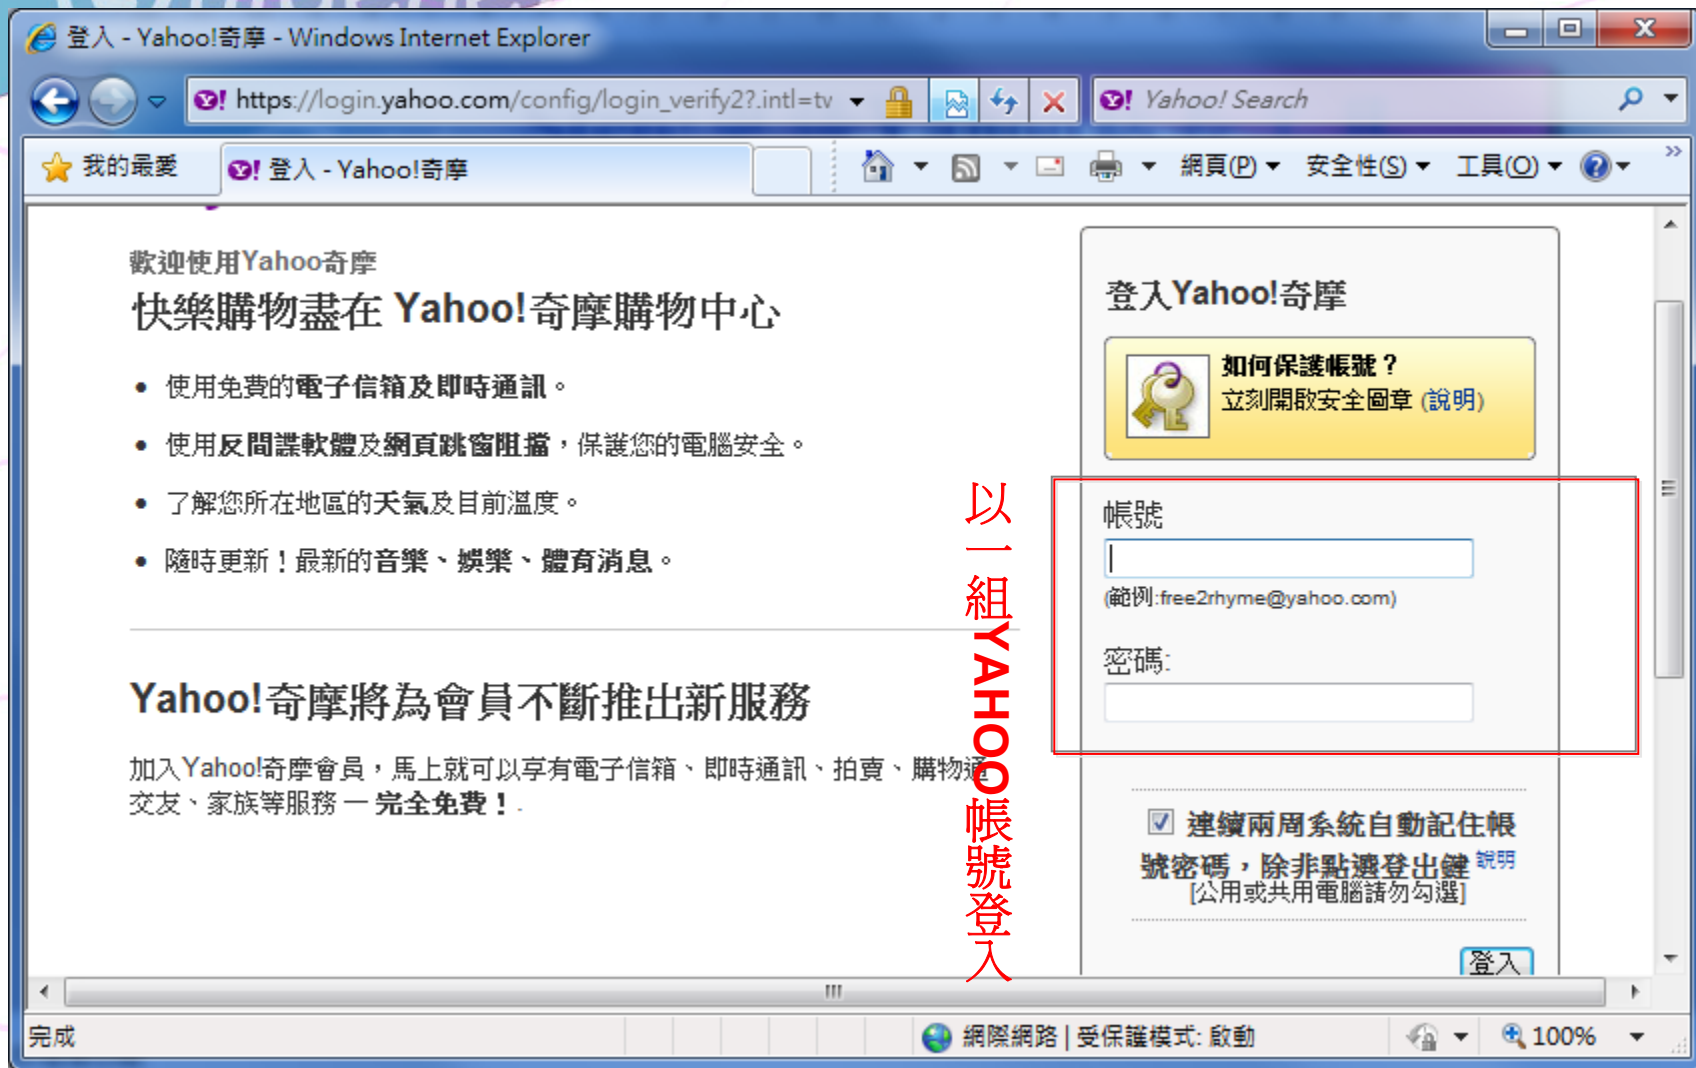 登入 - Yahoo!奇摩 - Windows Internet Explorer
https://login.yahoo.com/config/login_verify2?.intl=tv
Yahoo! Search
我的最愛
登入 - Yahoo!奇摩
網頁(P)
安全性(S)
工具(O)
歡迎使用Yahoo奇摩
快樂購物盡在 Yahoo!奇摩購物中心
• 使用免費的電子信箱及即時通訊。
• 使用反間諜軟體及網頁跳窗阻擋，保護您的電腦安全。
• 了解您所在地區的天氣及目前溫度。
• 隨時更新！最新的音樂、娛樂、體育消息。
Yahoo!奇摩將為會員不斷推出新服務
加入Yahoo!奇摩會員，馬上就可以享有電子信箱、即時通訊、拍賣、購物通
交友、家族等服務 — 完全免費！.
以一組YAHOO帳號登入
登入Yahoo!奇摩
如何保護帳號？
立刻開啟安全圖章 (說明)
帳號
(範例:free2rhyme@yahoo.com)
密碼:
連續兩周系統自動記住帳
號密碼，除非點選登出鍵 說明
[公用或共用電腦請勿勾選]
登入
完成
網際網路 | 受保護模式: 啟動
100%